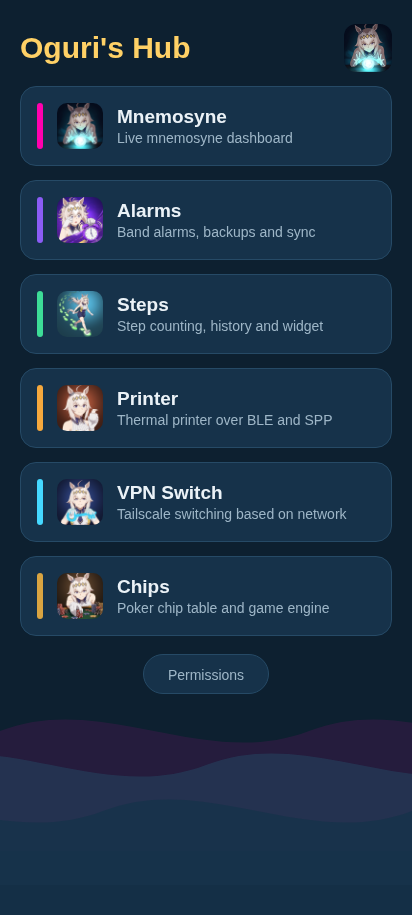 Oguri's Hub
Mnemosyne
Live mnemosyne dashboard
Alarms
Band alarms, backups and sync
Steps
Step counting, history and widget
Printer
Thermal printer over BLE and SPP
VPN Switch
Tailscale switching based on network
Chips
Poker chip table and game engine
Permissions